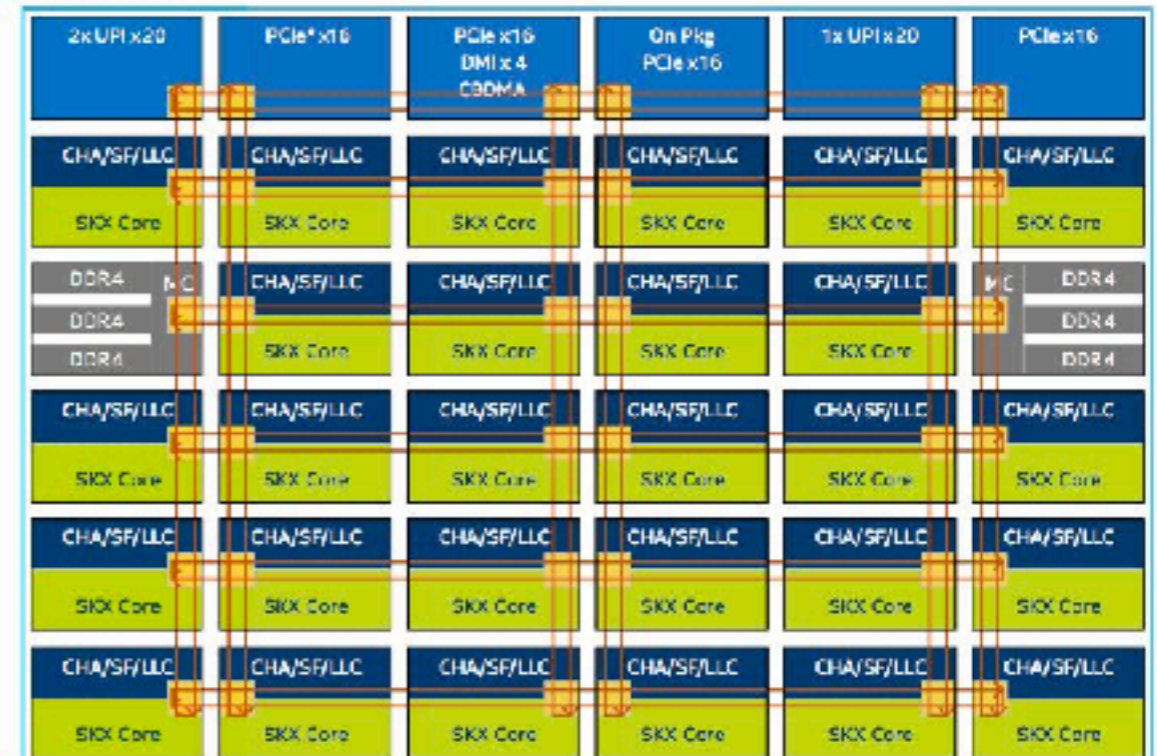 2x UPI x20
PCIe* x16
PCIe x16
DMI x 4
CBDMA
On Pkg
PCIe x16
1x UPI x20
PCIe x16
CHA/SF/LLC
CHA/SF/LLC
CHA/SF/LLC
CHA/SF/LLC
CHA/SF/LLC
CHA/SF/LLC
SKX Core
SKX Core
SKX Core
SKX Core
SKX Core
SKX Core
DDR4
MC
DDR4
DDR4
CHA/SF/LLC
CHA/SF/LLC
CHA/SF/LLC
CHA/SF/LLC
SKX Core
SKX Core
SKX Core
SKX Core
MC
DDR4
DDR4
DDR4
CHA/SF/LLC
CHA/SF/LLC
CHA/SF/LLC
CHA/SF/LLC
CHA/SF/LLC
CHA/SF/LLC
SKX Core
SKX Core
SKX Core
SKX Core
SKX Core
SKX Core
CHA/SF/LLC
CHA/SF/LLC
CHA/SF/LLC
CHA/SF/LLC
CHA/SF/LLC
CHA/SF/LLC
SKX Core
SKX Core
SKX Core
SKX Core
SKX Core
SKX Core
CHA/SF/LLC
CHA/SF/LLC
CHA/SF/LLC
CHA/SF/LLC
CHA/SF/LLC
CHA/SF/LLC
SKX Core
SKX Core
SKX Core
SKX Core
SKX Core
SKX Core